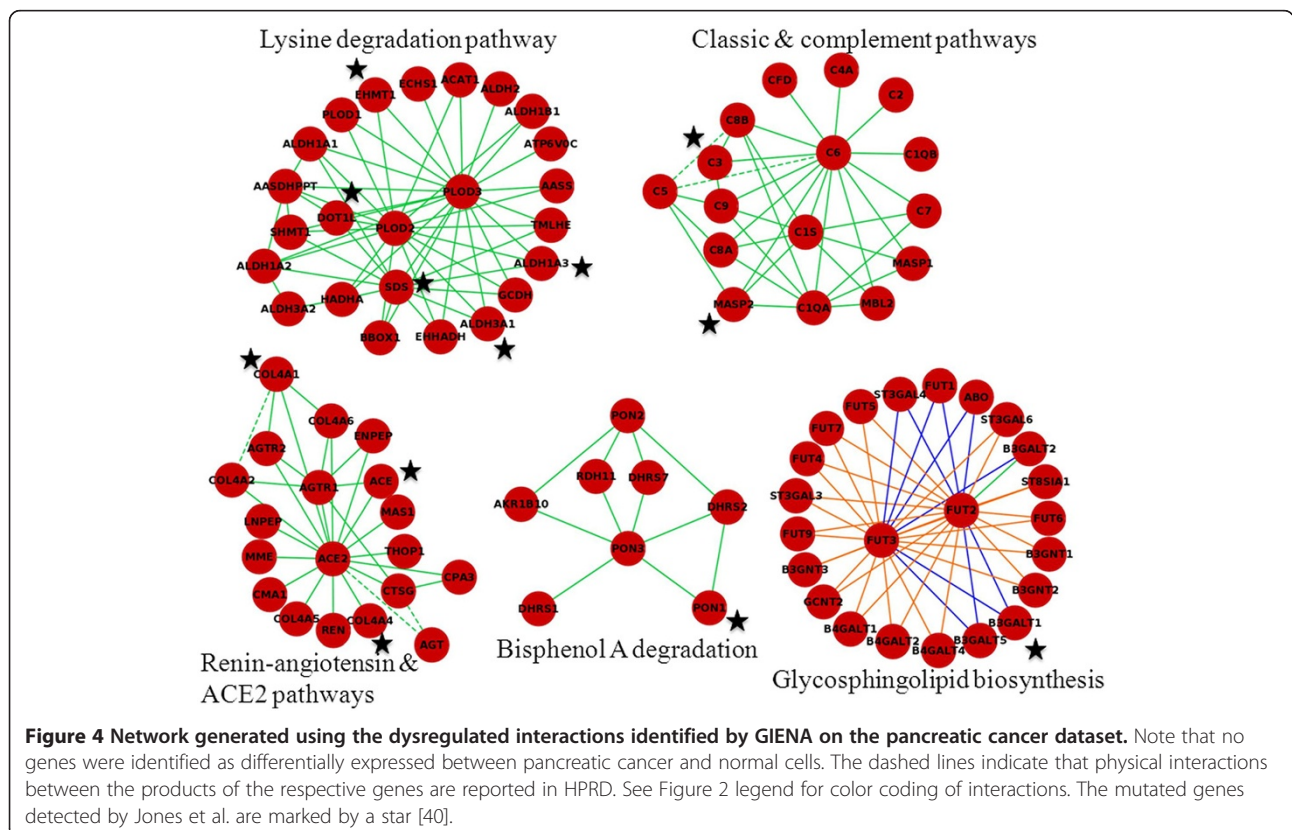 Lysine degradation pathway
Classic & complement pathways
EHMT1
ECHS1
ACAT1
ALDH2
PLOD1
ALDH1B1
ALDH1A1
ATP6V0C
AASDHPPT
PLOD3
AASS
DOT1L
PLOD2
TMLHE
SHMT1
ALDH1A2
SDS
ALDH1A3
ALDH3A2
HADHA
GCDH
BBOX1
EHHADH
ALDH3A1
CFD
C4A
C2
C8B
C3
C6
C1QB
C5
C9
C7
C8A
C1S
MASP1
MASP2
C1QA
MBL2
COL4A1
COL4A6
ENPEP
AGTR2
COL4A2
AGTR1
ACE
MAS1
LNPEP
MME
ACE2
THOP1
CMA1
CTSG
CPA3
COL4A5
REN
COL4A4
AGT
Renin-angiotensin &
ACE2 pathways
PON2
RDH11
DHRS7
AKR1B10
DHRS2
PON3
DHRS1
PON1
Bisphenol A degradation
ST3GAL4
FUT1
ABO
FUT5
ST3GAL6
FUT7
B3GALT2
FUT4
ST8SIA1
ST3GAL3
FUT2
FUT6
FUT9
FUT3
B3GNT1
B3GNT3
B3GNT2
GCNT2
B3GALT1
B4GALT1
B4GALT2
B4GALT4
B3GALT5
Glycosphingolipid biosynthesis
Figure 4 Network generated using the dysregulated interactions identified by GIENA on the pancreatic cancer dataset. Note that no
genes were identified as differentially expressed between pancreatic cancer and normal cells. The dashed lines indicate that physical interactions
between the products of the respective genes are reported in HPRD. See Figure 2 legend for color coding of interactions. The mutated genes
detected by Jones et al. are marked by a star [40].